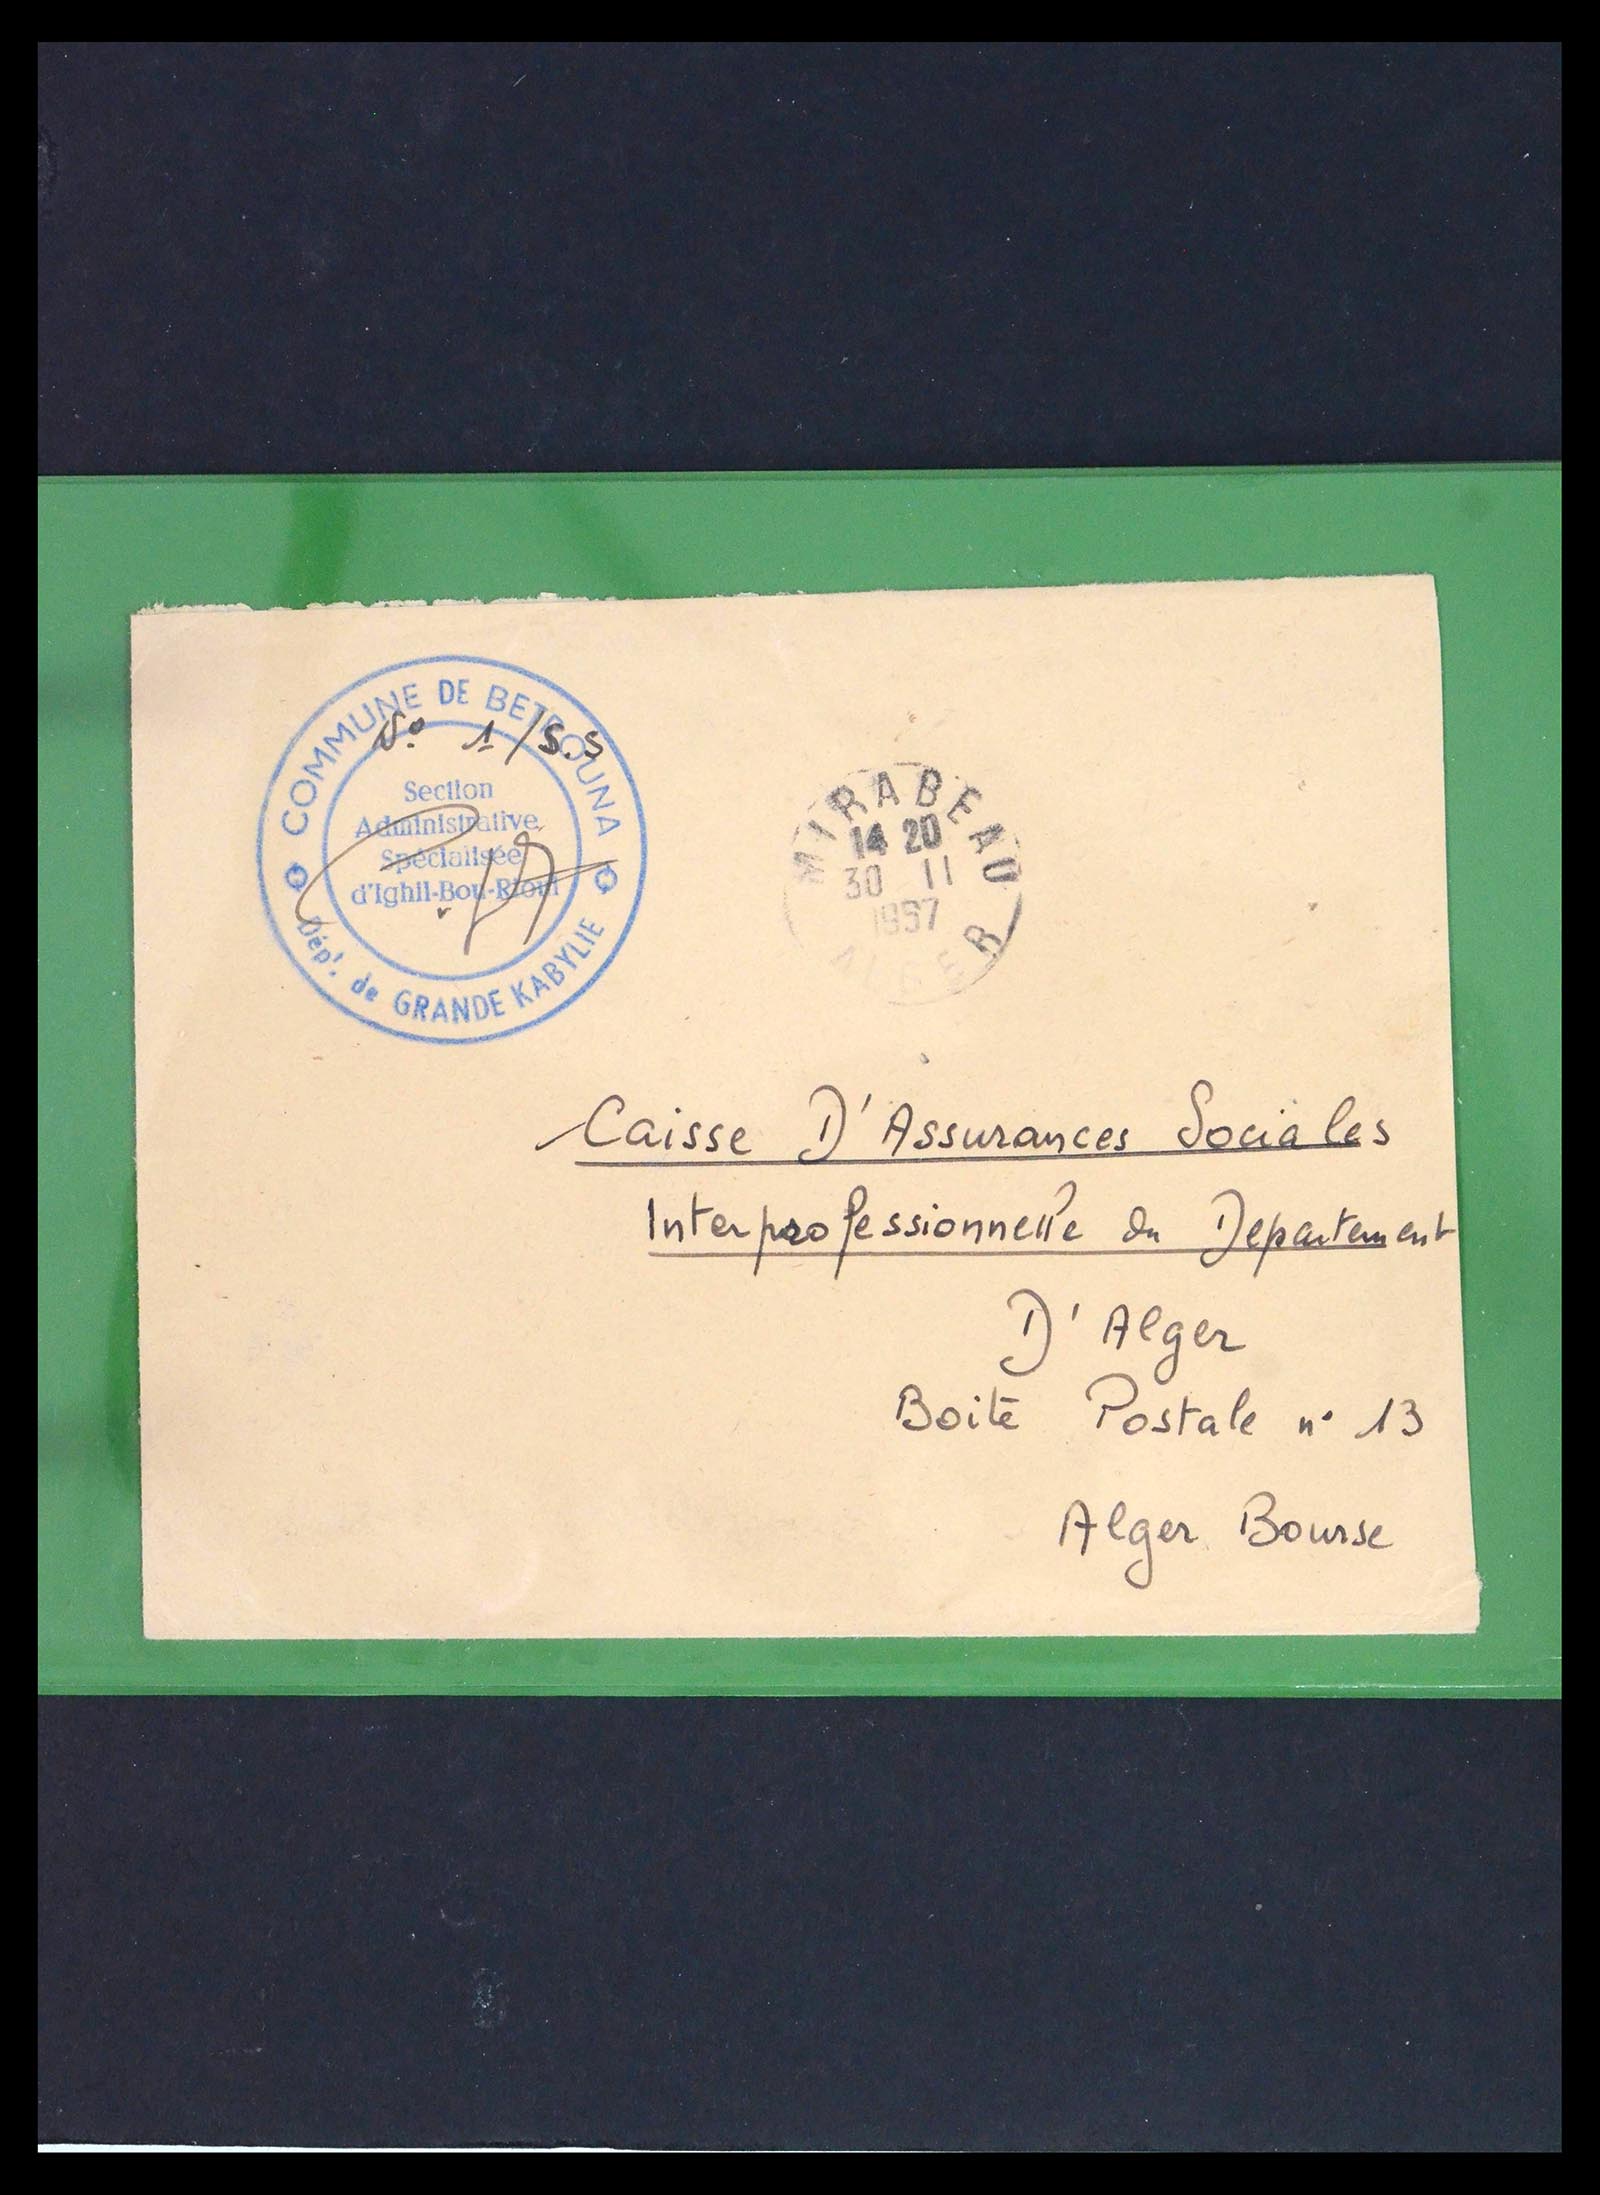 COMMUNE DE BETROUNA
N° 1/S.S
Section
Administrative
Spécialisée
d'Ighil-Bou-
Dépt. de GRANDE KABYLIE
MIRABEAU
14 20
30 11
1957
ALGER
Caisse D'Assurances Sociales
Interprofessionnelle du Departement
D'Alger
Boite Postale n° 13
Alger Bourse